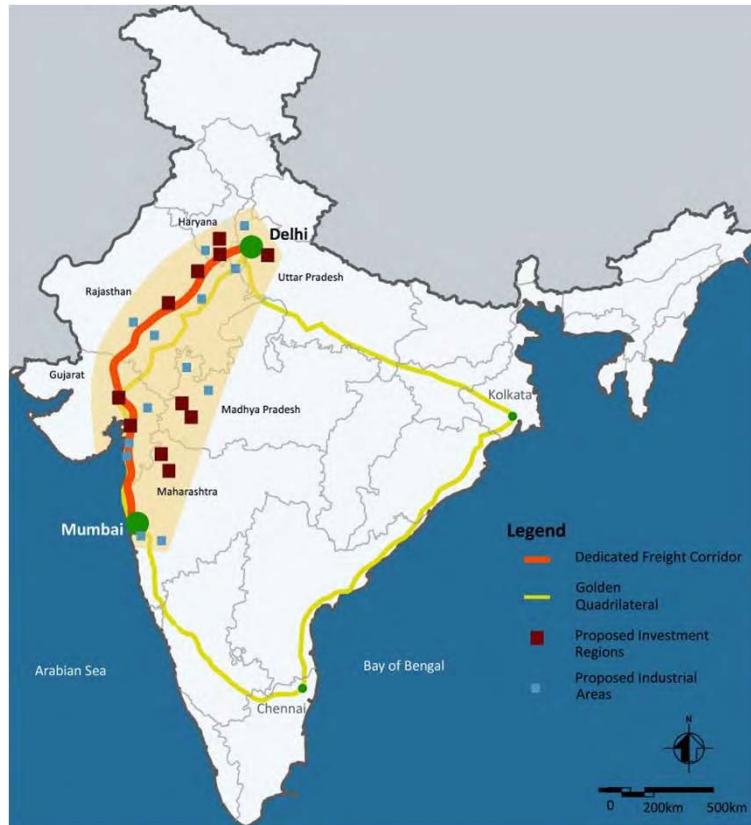 Haryana
Delhi
Uttar Pradesh
Rajasthan
Gujarat
Madhya Pradesh
Kolkata
Maharashtra
Mumbai
Legend
Dedicated Freight Corridor
Golden
Quadrilateral
Proposed Investment
Regions
Proposed Industrial
Areas
Arabian Sea
Bay of Bengal
Chennai
N
0 200km 500km